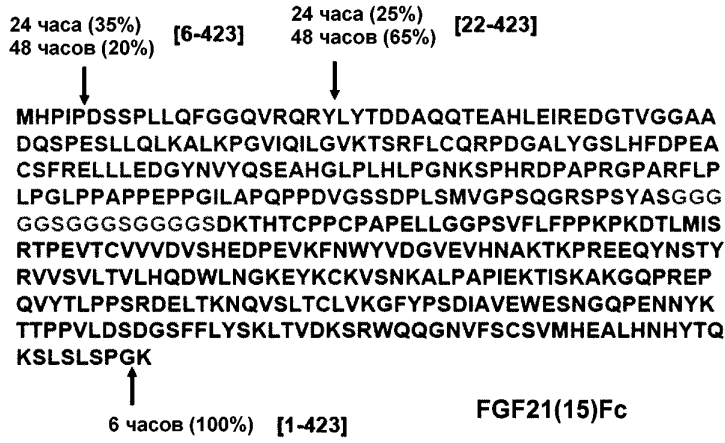 24 часа (35%)
48 часов (20%) [6-423]
24 часа (25%)
48 часов (65%) [22-423]
MHPIPDSSPLLQFGGQVRQRYLYTDDAQQTEAHLEIREDGTVGGAA
DQSPESLLQLKALKPGVIQILGVKTSRFLCQRPDGALYGSLHFDPEA
CSFRELLLEDGYNVYQSEAHGLPLHLPGNKSPHRDPAPRGPARFLP
LPGLPPAPPEPPGILAPQPPDVGSSDPLSMVGPSQGRSPSYASGGG
GGSGGGSGGGGSDKTHTCPPCPAPELLGGPSVFLFPPKPKDTLMIS
RTPEVTCVVVDVSHEDPEVKFNWYVDGVEVHNAKTKPREEQYNSTY
RVVSVLTVLHQDWLNGKEYKCKVSNKALPAPIEKTISKAKGQPREP
QVYTLPPSRDELTKNQVSLTCLVKGFYPSDIAVEWESNGQPENNYK
TTPPVLDSDGSFFLYSKLTVDKSRWQQGNVFSCSVMHEALHNHYTQ
KSLSLSPGK
6 часов (100%) [1-423]
FGF21(15)Fc